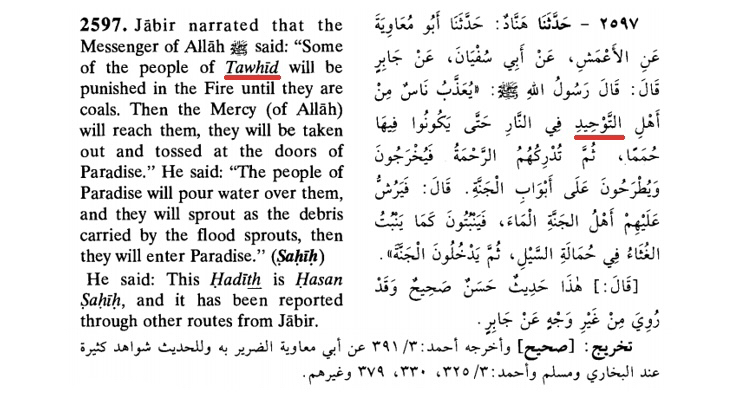 2597. Jābir narrated that the
Messenger of Allāh ﷺ said: “Some
of the people of Tawhīd will be
punished in the Fire until they are
coals. Then the Mercy (of Allāh)
will reach them, they will be taken
out and tossed at the doors of
Paradise.” He said: “The people of
Paradise will pour water over them,
and they will sprout as the debris
carried by the flood sprouts, then
they will enter Paradise.” (Ṣaḥīḥ)
He said: This Ḥadīth is Ḥasan
Ṣaḥīḥ, and it has been reported
through other routes from Jābir.
٢٥٩٧ – حَدَّثَنَا هَنَّادٌ: حَدَّثَنَا أَبُو مُعَاوِيَةَ
عَنِ الأَعْمَشِ، عَنْ أَبِي سُفْيَانَ، عَنْ جَابِرٍ
قَالَ: قَالَ رَسُولُ اللهِ ﷺ: «يُعَذَّبُ نَاسٌ مِنْ
أَهْلِ التَّوْحِيدِ فِي النَّارِ حَتَّى يَكُونُوا فِيهَا
حُمَمًا، ثُمَّ تُدْرِكُهُمُ الرَّحْمَةُ فَيُخْرَجُونَ
وَيُطْرَحُونَ عَلَى أَبْوَابِ الْجَنَّةِ. قَالَ: فَيَرُشُّ
عَلَيْهِمْ أَهْلُ الْجَنَّةِ الْمَاءَ، فَيَنْبُتُونَ كَمَا يَنْبُتُ
الْغُثَاءُ فِي حُمَالَةِ السَّيْلِ، ثُمَّ يَدْخُلُونَ الْجَنَّةَ».
[قَالَ:] هٰذَا حَدِيثٌ حَسَنٌ صَحِيحٌ وَقَدْ
رُوِيَ مِنْ غَيْرِ وَجْهٍ عَنْ جَابِرٍ.
تخريج: [صحيح] وأخرجه أحمد:٣/ ٣٩١ عن أبي معاوية الضرير به وللحديث شواهد كثيرة
عند البخاري ومسلم وأحمد:٣/ ٣٢٥، ٣٣٠، ٣٧٩ وغيرهم.